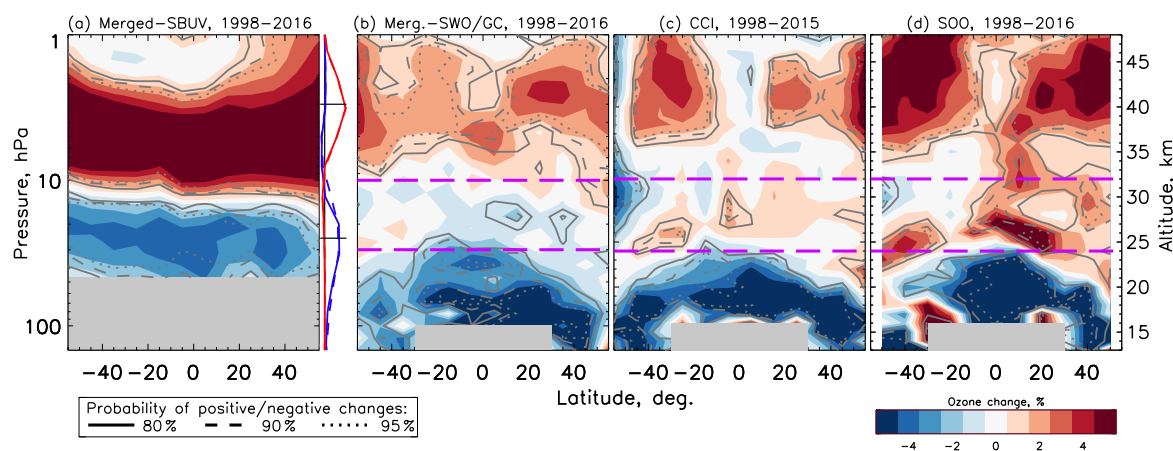 (a) Merged-SBUV, 1998-2016
(b) Merg.-SWO/GC, 1998-2016
(c) CCI, 1998-2015
(d) SOO, 1998-2016
Pressure, hPa
1
10
100
45
40
35
30
25
20
15
Altitude, km
-40 -20 0 20 40
-40 -20 0 20 40
-40 -20 0 20 40
-40 -20 0 20 40
Latitude, deg.
Probability of positive/negative changes:
80% 90% 95%
Ozone change, %
-4 -2 0 2 4